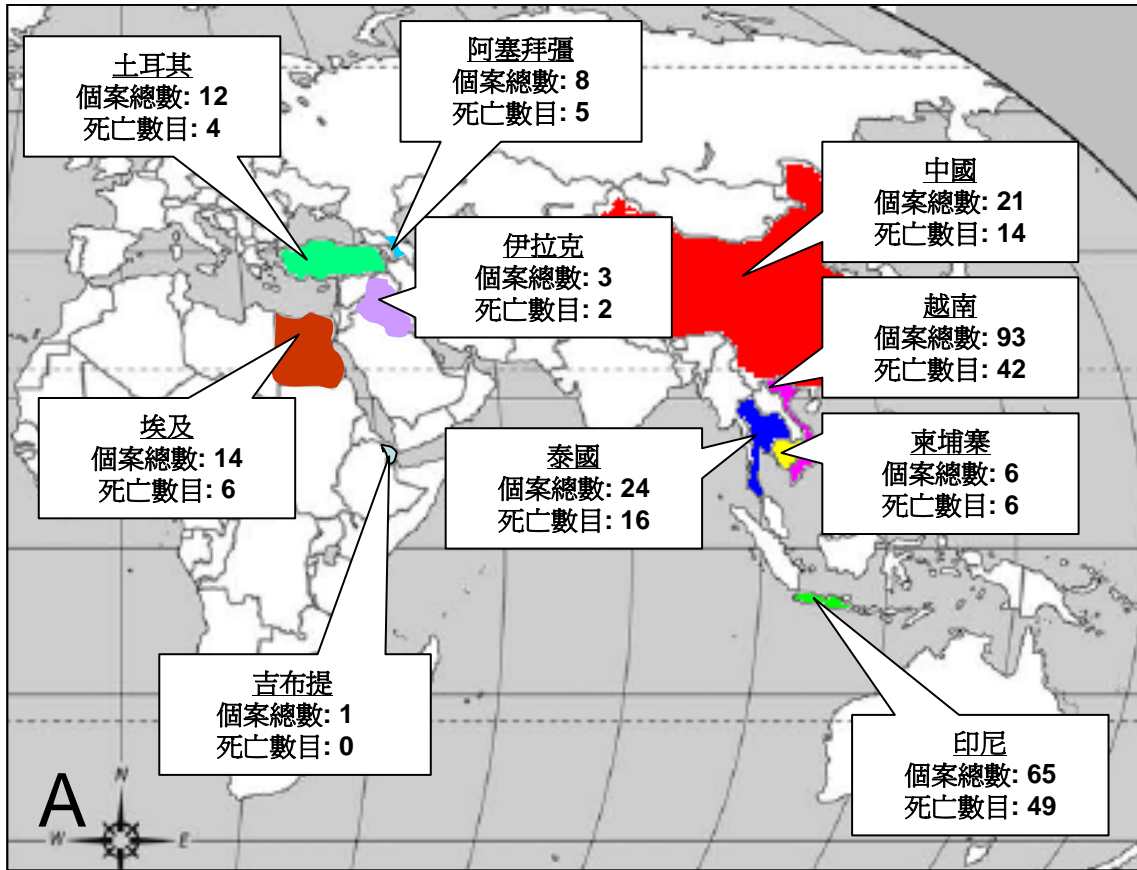 土耳其
個案總數: 12
死亡數目: 4
阿塞拜彊
個案總數: 8
死亡數目: 5
中國
個案總數: 21
死亡數目: 14
伊拉克
個案總數: 3
死亡數目: 2
越南
個案總數: 93
死亡數目: 42
埃及
個案總數: 14
死亡數目: 6
泰國
個案總數: 24
死亡數目: 16
柬埔寨
個案總數: 6
死亡數目: 6
吉布提
個案總數: 1
死亡數目: 0
印尼
個案總數: 65
死亡數目: 49
A
N
W
E